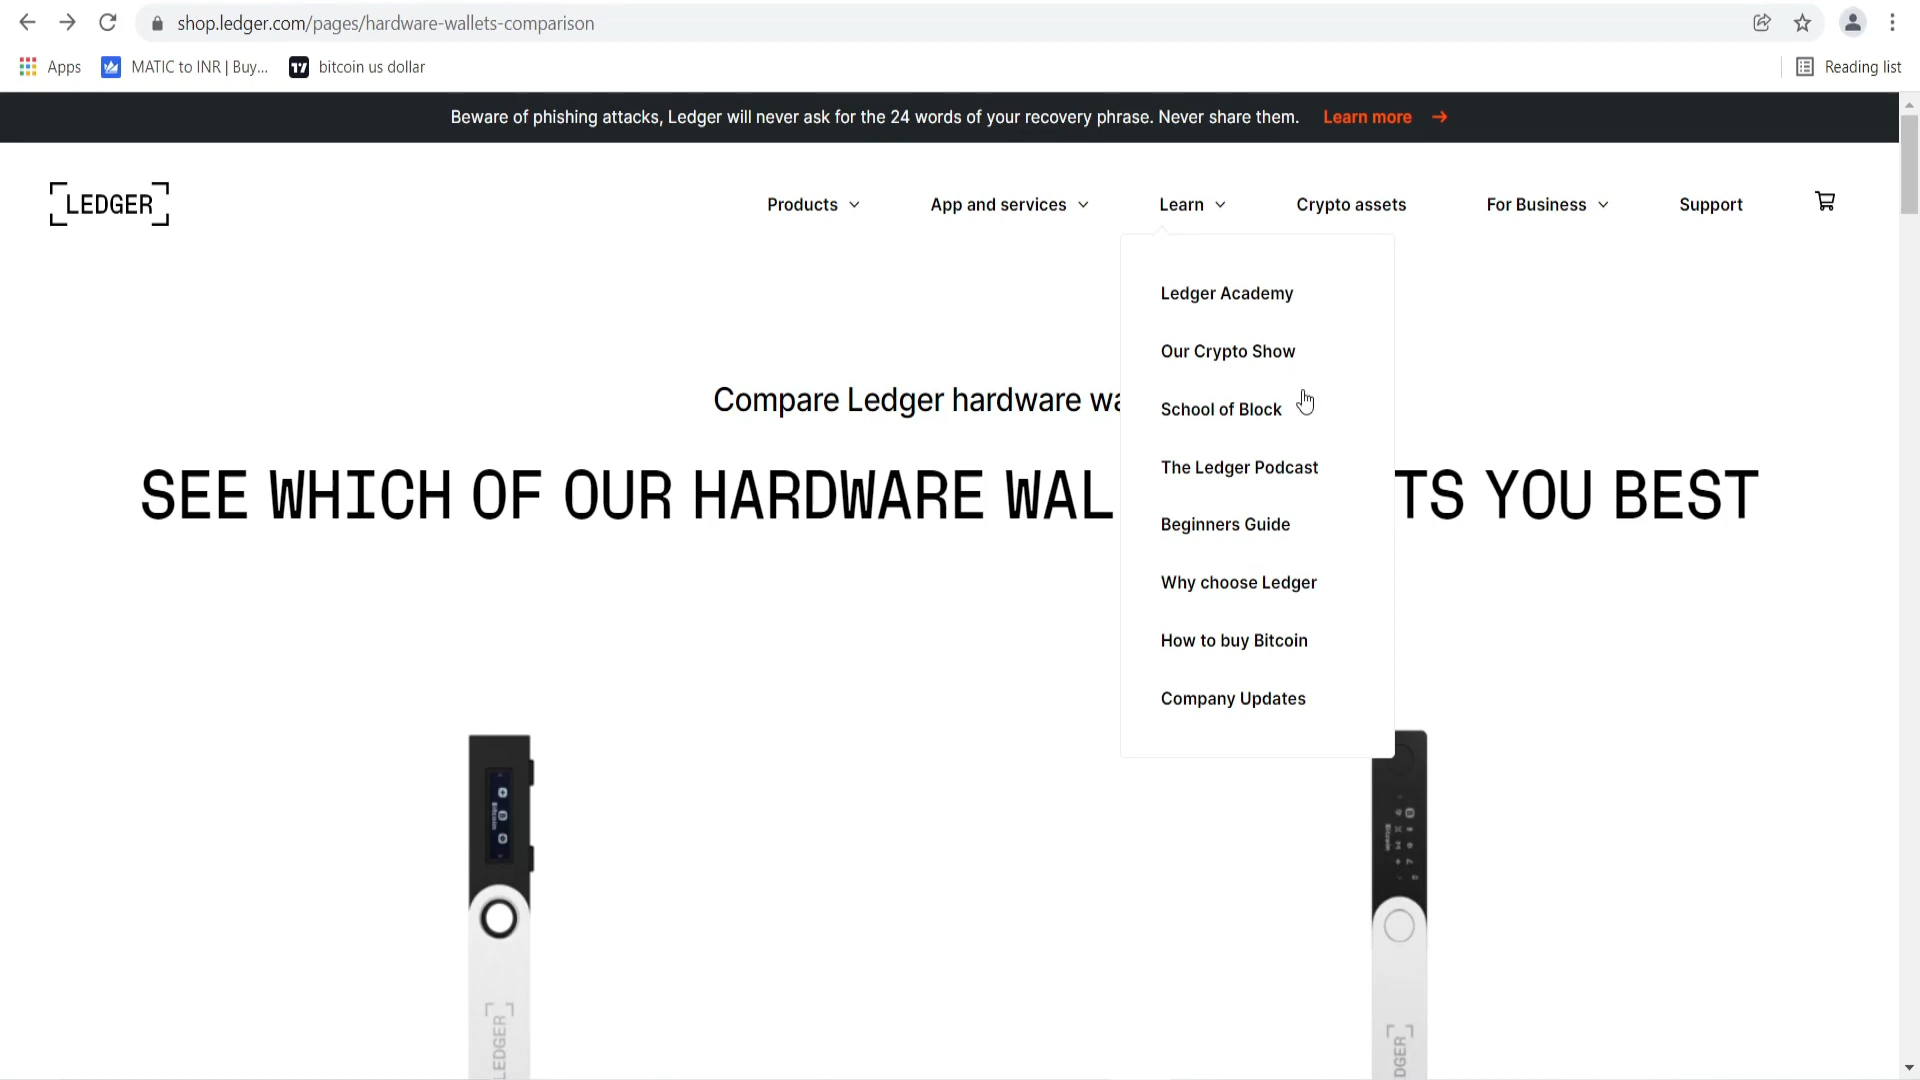 shop.ledger.com/pages/hardware-wallets-comparison
Apps MATIC to INR | Buy... bitcoin us dollar Reading list
Beware of phishing attacks, Ledger will never ask for the 24 words of your recovery phrase. Never share them. Learn more →
LEDGER Products App and services Learn Crypto assets For Business Support
Ledger Academy
Our Crypto Show
School of Block
The Ledger Podcast
Beginners Guide
Why choose Ledger
How to buy Bitcoin
Company Updates
Compare Ledger hardware wa
SEE WHICH OF OUR HARDWARE WAL TS YOU BEST
Bitcoin
LEDGER
Bitcoin
DGER